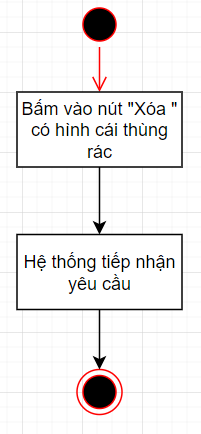 Bấm vào nút "Xóa "
có hình cái thùng
rác
Hệ thống tiếp nhận
yêu cầu